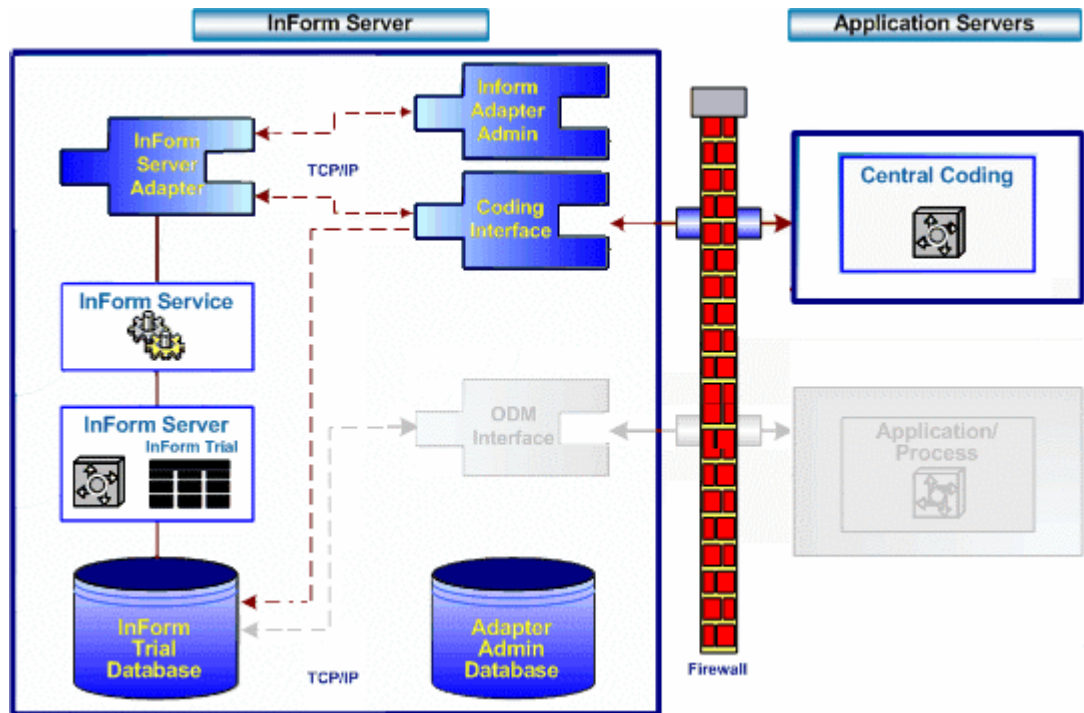 InForm Server
Application Servers
Inform
Adapter
Admin
InForm
Server
Adapter
TCP/IP
Coding
Interface
Central Coding
InForm Service
InForm Server
InForm Trial
ODM
Interface
Application/
Process
InForm
Trial
Database
Adapter
Admin
Database
TCP/IP
Firewall